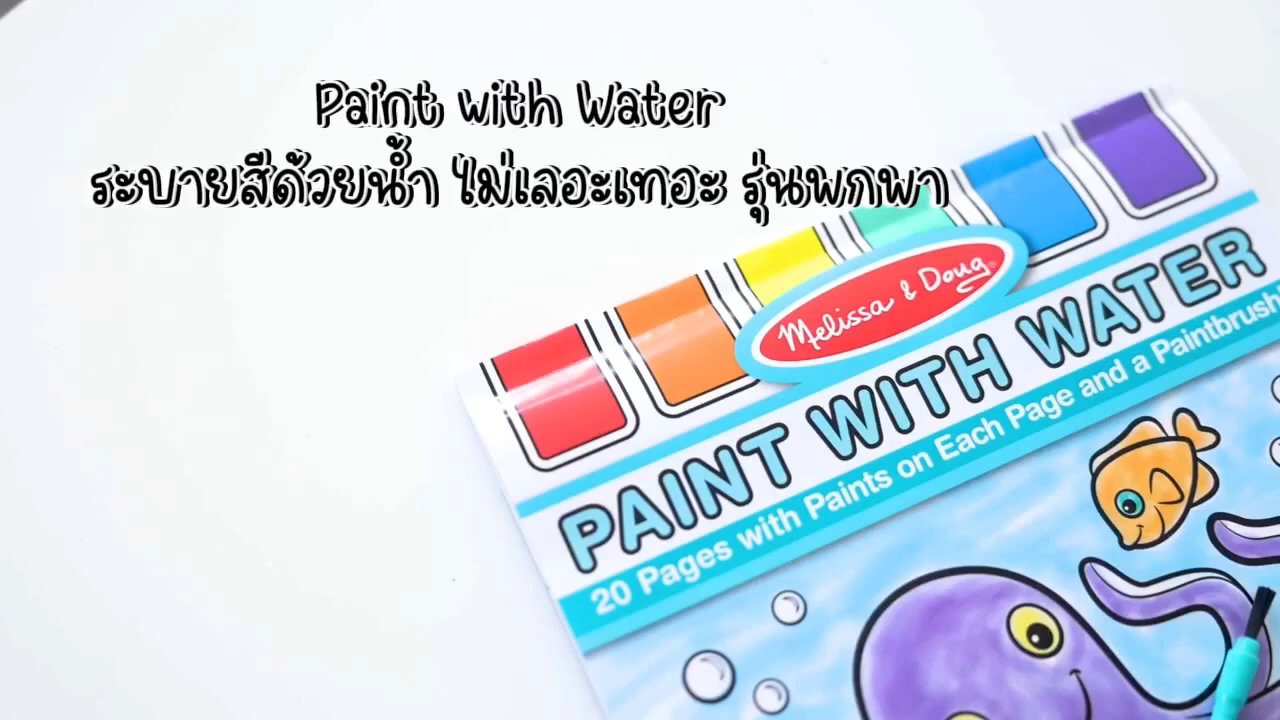 Paint with Water
ระบายสีด้วยน้ำ ไม่เลอะเทอะ รุ่นพกพา
Melissa & Doug
PAINT WITH WATER
20 Pages with Paints on Each Page and a Paintbrush